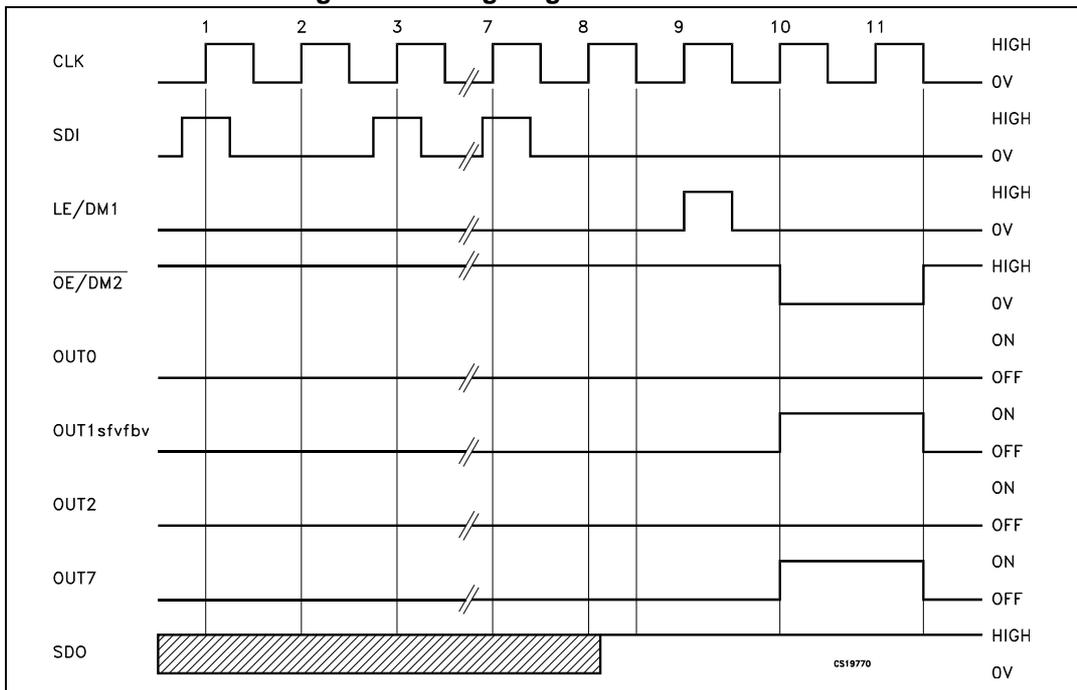 1 2 3 7 8 9 10 11
CLK HIGH
0V
SDI HIGH
0V
LE/DM1 HIGH
0V
OE/DM2 HIGH
0V
OUT0 ON
OFF
OUT1sfvfbv ON
OFF
OUT2 ON
OFF
OUT7 ON
OFF
SDO HIGH
CS19770
0V